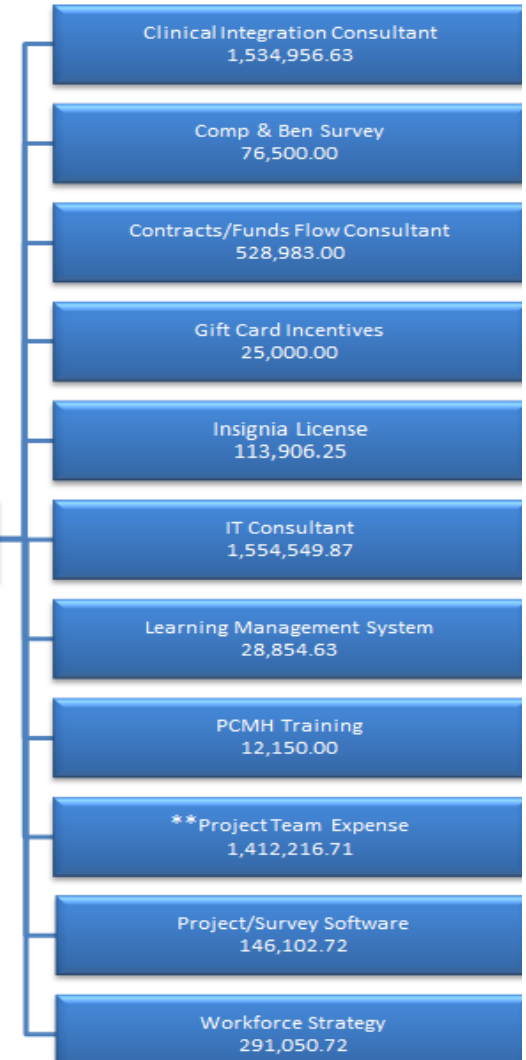 Clinical Integration Consultant
1,534,956.63
Comp & Ben Survey
76,500.00
Contracts/Funds Flow Consultant
528,983.00
Gift Card Incentives
25,000.00
Insignia License
113,906.25
IT Consultant
1,554,549.87
Learning Management System
28,854.63
PCMH Training
12,150.00
**Project Team Expense
1,412,216.71
Project/Survey Software
146,102.72
Workforce Strategy
291,050.72